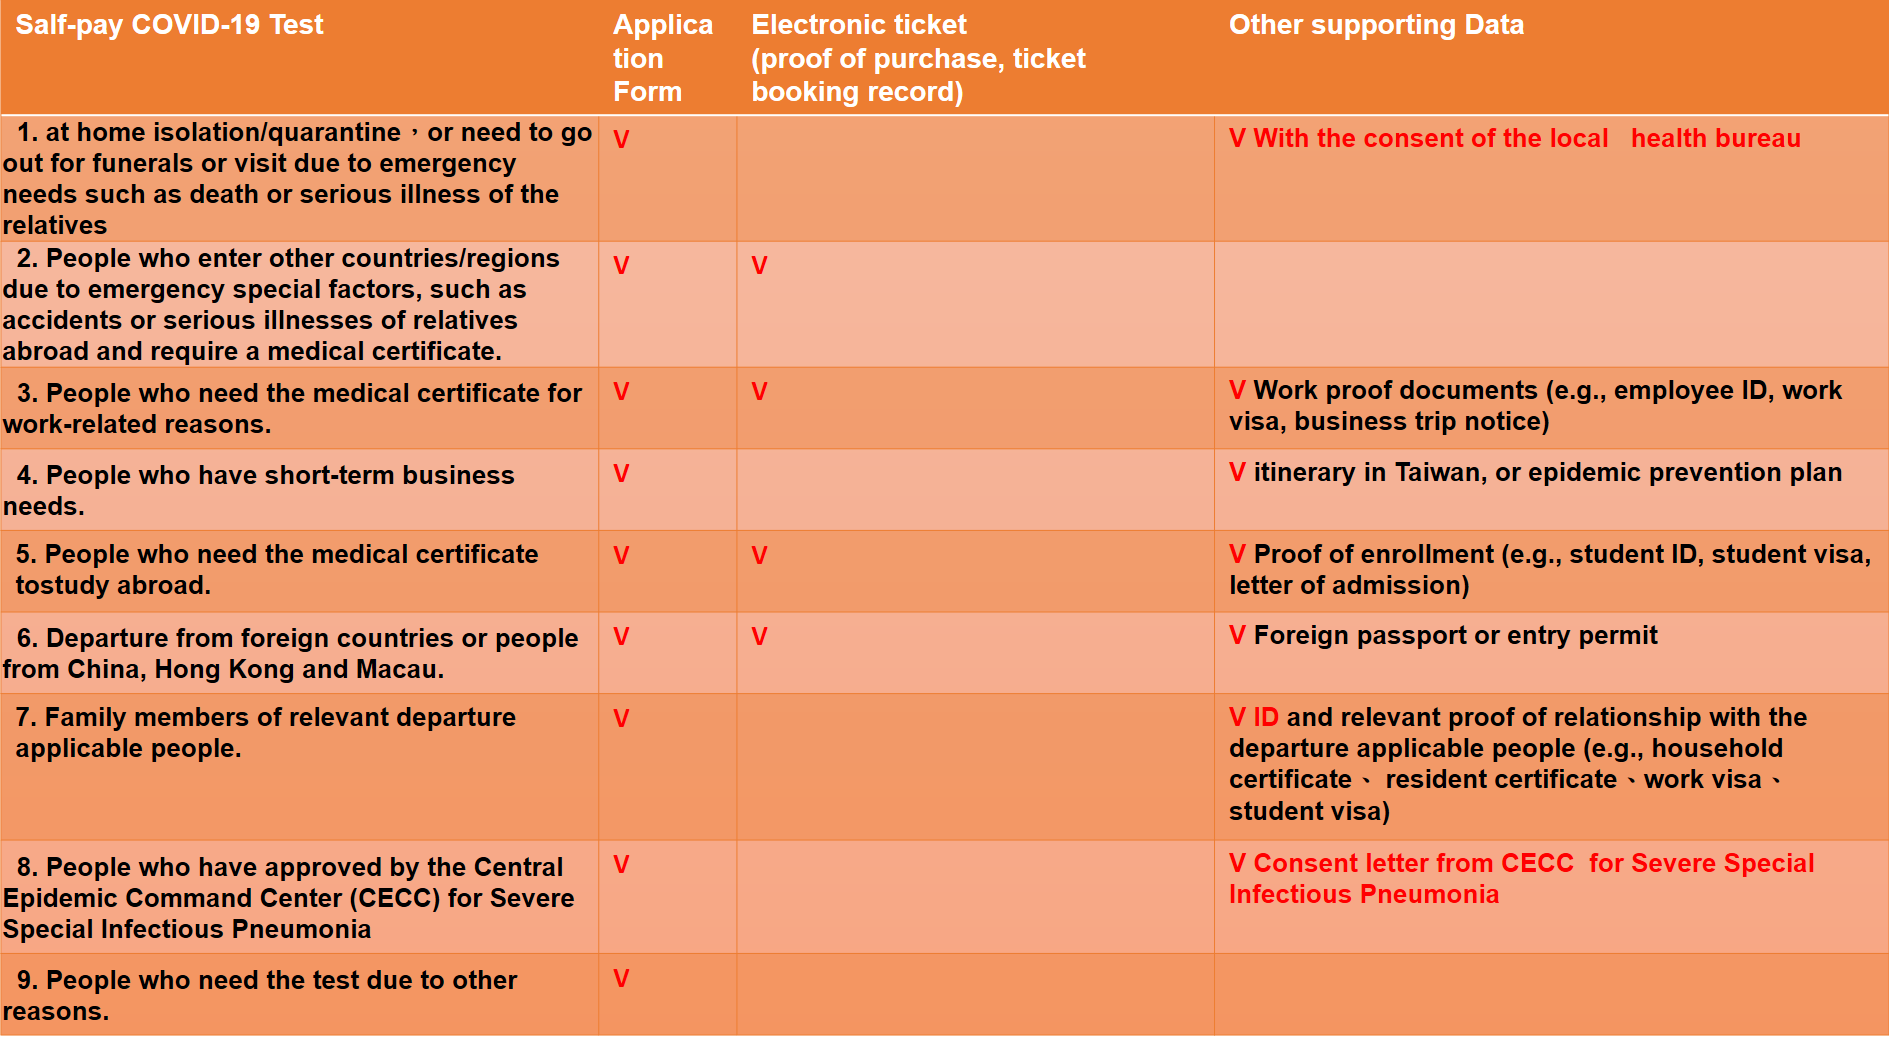 Salf-pay COVID-19 Test
Applica
tion
Form
Electronic ticket
(proof of purchase, ticket
booking record)
Other supporting Data
1. at home isolation/quarantine，or need to go
out for funerals or visit due to emergency
needs such as death or serious illness of the
relatives
V
V With the consent of the local health bureau
2. People who enter other countries/regions
due to emergency special factors, such as
accidents or serious illnesses of relatives
abroad and require a medical certificate.
V
V
3. People who need the medical certificate for
work-related reasons.
V
V
V Work proof documents (e.g., employee ID, work
visa, business trip notice)
4. People who have short-term business
needs.
V
V itinerary in Taiwan, or epidemic prevention plan
5. People who need the medical certificate
tostudy abroad.
V
V
V Proof of enrollment (e.g., student ID, student visa,
letter of admission)
6. Departure from foreign countries or people
from China, Hong Kong and Macau.
V
V
V Foreign passport or entry permit
7. Family members of relevant departure
applicable people.
V
V ID and relevant proof of relationship with the
departure applicable people (e.g., household
certificate、 resident certificate、work visa、
student visa)
8. People who have approved by the Central
Epidemic Command Center (CECC) for Severe
Special Infectious Pneumonia
V
V Consent letter from CECC for Severe Special
Infectious Pneumonia
9. People who need the test due to other
reasons.
V